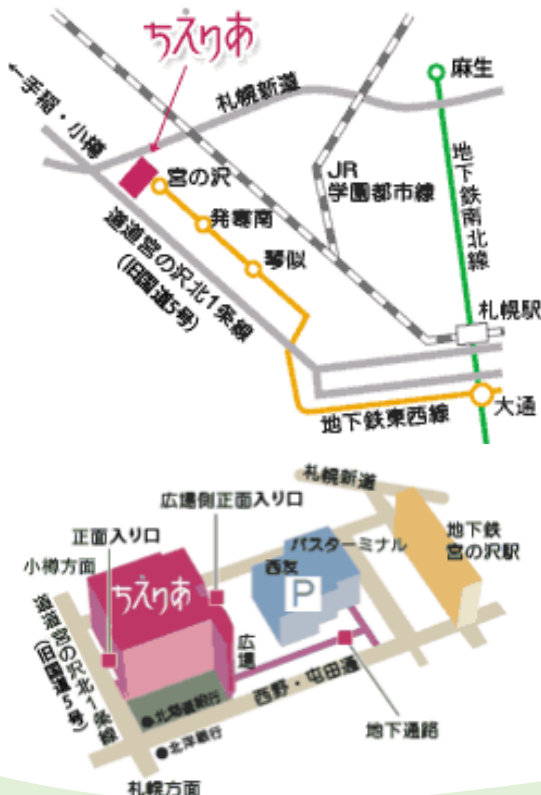 ちえりあ
麻生
札幌新道
←手稲・小樽
宮の沢
JR
学園都市線
地下鉄南北線
発寒南
道道宮の沢北1条線
(旧国道5号)
琴似
札幌駅
大通
地下鉄東西線
札幌新道
広場側正面入り口
正面入り口
バスターミナル
地下鉄
宮の沢駅
小樽方面
西友
ちえりあ
P
道道宮の沢北1条線
(旧国道5号)
広場
西野・屯田通
●北海道銀行
地下通路
●北洋銀行
札幌方面